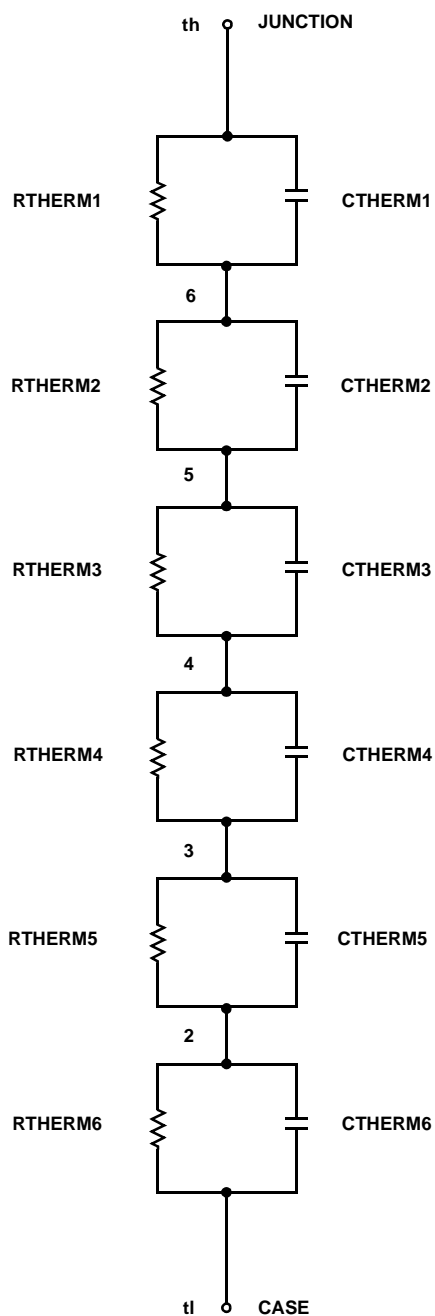 th JUNCTION
RTHERM1 CTHERM1
6
RTHERM2 CTHERM2
5
RTHERM3 CTHERM3
4
RTHERM4 CTHERM4
3
RTHERM5 CTHERM5
2
RTHERM6 CTHERM6
tl CASE